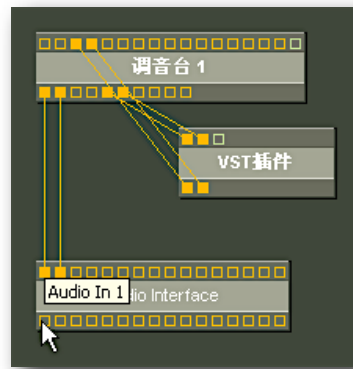 调音台 1
VST插件
Audio In 1
dio Interface